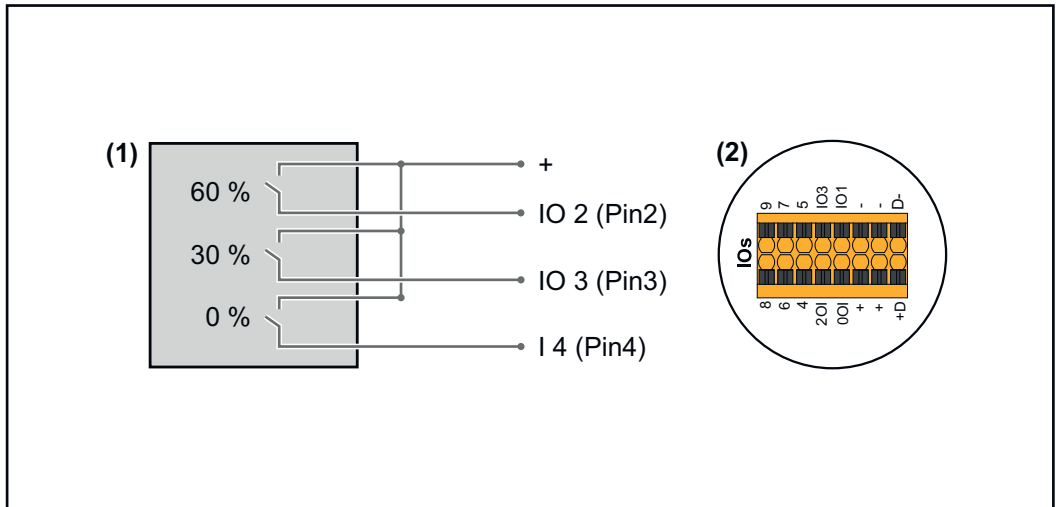 (1)
60 %
30 %
0 %
+
IO 2 (Pin2)
IO 3 (Pin3)
I 4 (Pin4)
(2)
9
7
5
IO3
IO1
-
-
D-
IOs
8
6
4
2OI
0OI
+
+
+D